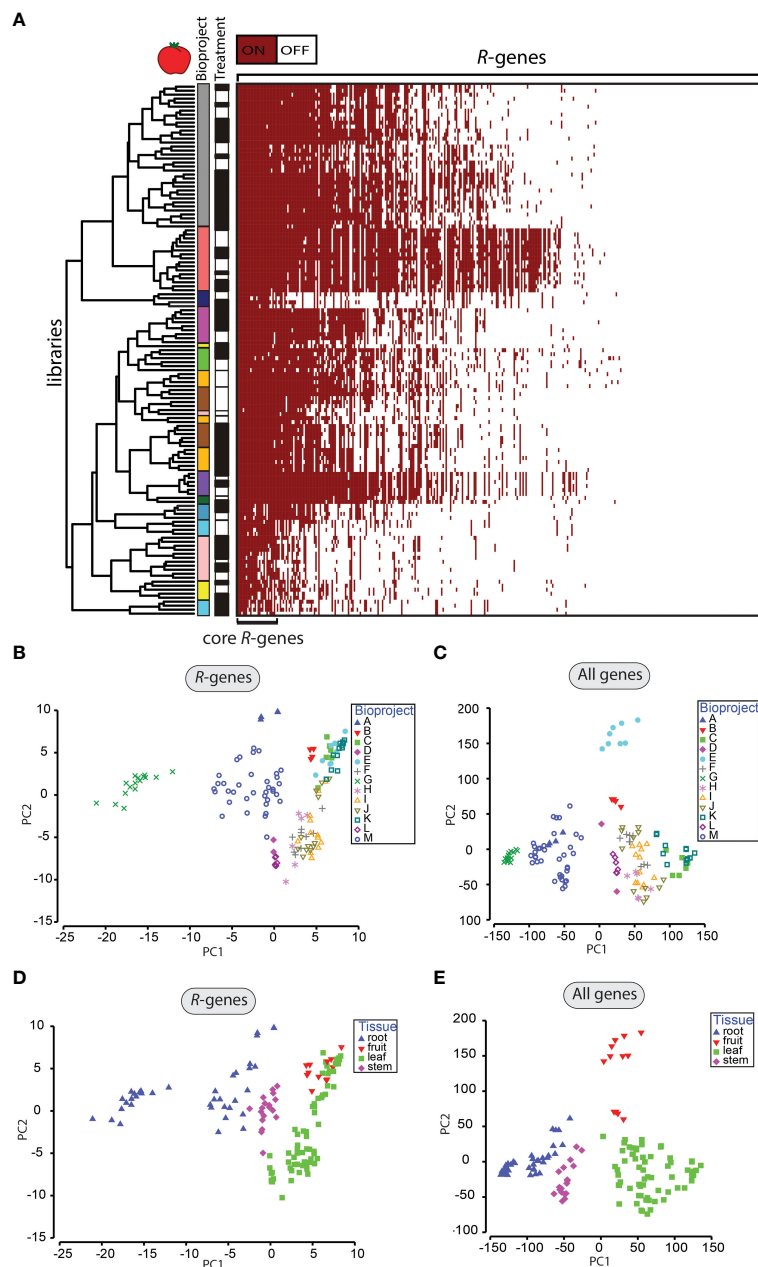 A
Bioproject
Treatment
ON OFF
R-genes
libraries
core R-genes
B
R-genes
10
5
0
-5
-10
-15
PC2
-25 -20 -15 -10 -5 0 5 10
PC1
Bioproject
A
B
C
D
E
F
G
H
I
J
K
L
M
C
All genes
200
150
100
50
0
-50
100
PC2
-150 -100 -50 0 50 100 150
PC1
Bioproject
A
B
C
D
E
F
G
H
I
J
K
L
M
D
R-genes
10
5
0
-5
-10
-15
PC2
-25 -20 -15 -10 -5 0 5 10
PC1
Tissue
root
fruit
leaf
stem
E
All genes
200
150
100
50
0
-50
-100
PC2
-150 -100 -50 0 50 100 150
PC1
Tissue
root
fruit
leaf
stem